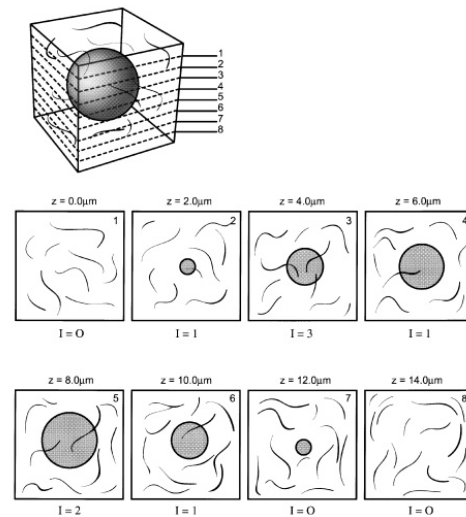 1
2
3
4
5
6
7
8
z = 0.0μm z = 2.0μm z = 4.0μm z = 6.0μm
1 2 3 4
I = O I = 1 I = 3 I = 1
z = 8.0μm z = 10.0μm z = 12.0μm z = 14.0μm
5 6 7 8
I = 2 I = 1 I = O I = O